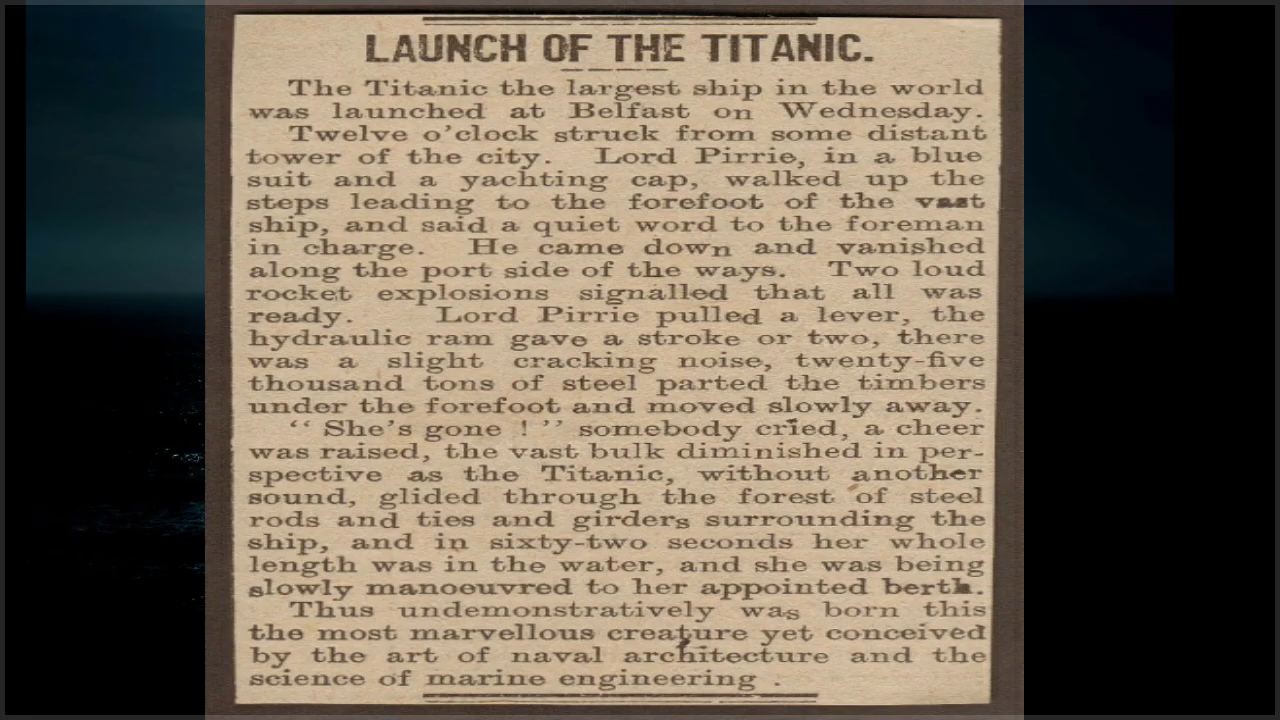 LAUNCH OF THE TITANIC.
The Titanic the largest ship in the world
was launched at Belfast on Wednesday.
Twelve o'clock struck from some distant
tower of the city. Lord Pirrie, in a blue
suit and a yachting cap, walked up the
steps leading to the forefoot of the vast
ship, and said a quiet word to the foreman
in charge. He came down and vanished
along the port side of the ways. Two loud
rocket explosions signalled that all was
ready. Lord Pirrie pulled a lever, the
hydraulic ram gave a stroke or two, there
was a slight cracking noise, twenty-five
thousand tons of steel parted the timbers
under the forefoot and moved slowly away.
“ She's gone ! ” somebody cried, a cheer
was raised, the vast bulk diminished in per-
spective as the Titanic, without another
sound, glided through the forest of steel
rods and ties and girders surrounding the
ship, and in sixty-two seconds her whole
length was in the water, and she was being
slowly manoeuvred to her appointed berth.
Thus undemonstratively was born this
the most marvellous creature yet conceived
by the art of naval architecture and the
science of marine engineering .